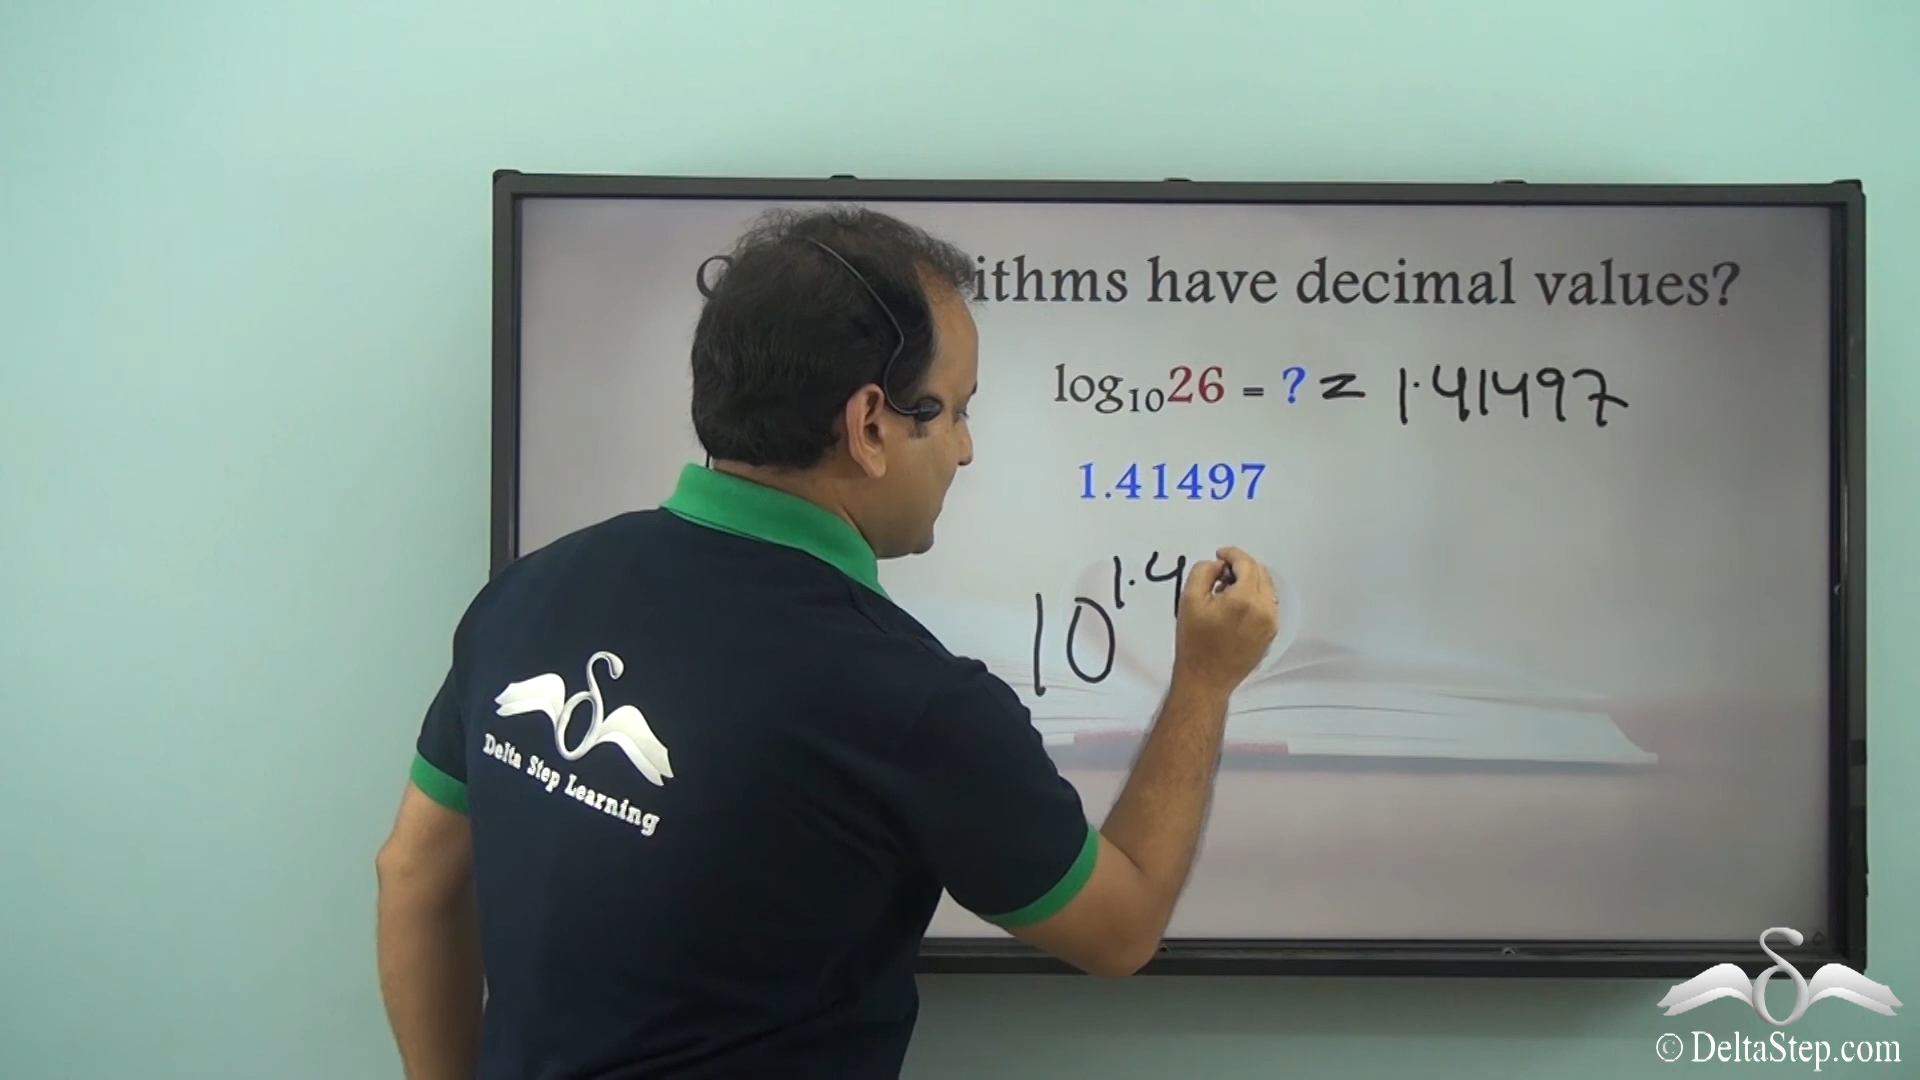 ithms have decimal values?
log₁₀26 = ? = 1.41497
1.41497
10^1.4
Delta Step Learning
© DeltaStep.com